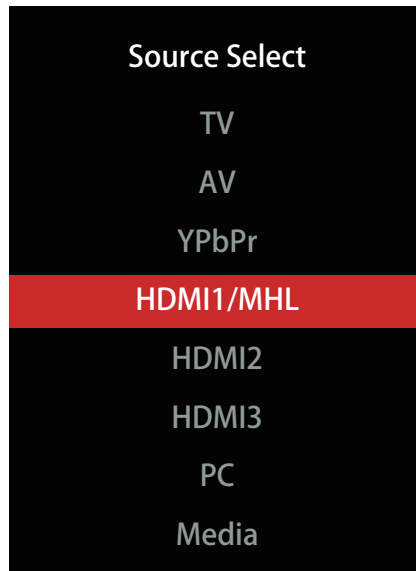 Source Select
TV
AV
YPbPr
HDMI1/MHL
HDMI2
HDMI3
PC
Media